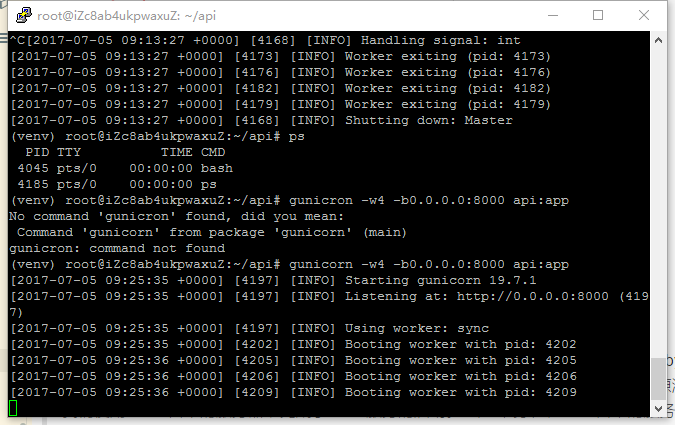 root@iZc8ab4ukpwaxuZ: ~/api
^C[2017-07-05 09:13:27 +0000] [4168] [INFO] Handling signal: int
[2017-07-05 09:13:27 +0000] [4173] [INFO] Worker exiting (pid: 4173)
[2017-07-05 09:13:27 +0000] [4176] [INFO] Worker exiting (pid: 4176)
[2017-07-05 09:13:27 +0000] [4182] [INFO] Worker exiting (pid: 4182)
[2017-07-05 09:13:27 +0000] [4179] [INFO] Worker exiting (pid: 4179)
[2017-07-05 09:13:27 +0000] [4168] [INFO] Shutting down: Master
(venv) root@iZc8ab4ukpwaxuZ:~/api# ps
  PID TTY          TIME CMD
 4045 pts/0    00:00:00 bash
 4185 pts/0    00:00:00 ps
(venv) root@iZc8ab4ukpwaxuZ:~/api# gunicron -w4 -b0.0.0.0:8000 api:app
No command 'gunicron' found, did you mean:
 Command 'gunicorn' from package 'gunicorn' (main)
gunicron: command not found
(venv) root@iZc8ab4ukpwaxuZ:~/api# gunicorn -w4 -b0.0.0.0:8000 api:app
[2017-07-05 09:25:35 +0000] [4197] [INFO] Starting gunicorn 19.7.1
[2017-07-05 09:25:35 +0000] [4197] [INFO] Listening at: http://0.0.0.0:8000 (419
7)
[2017-07-05 09:25:35 +0000] [4197] [INFO] Using worker: sync
[2017-07-05 09:25:35 +0000] [4202] [INFO] Booting worker with pid: 4202
[2017-07-05 09:25:36 +0000] [4205] [INFO] Booting worker with pid: 4205
[2017-07-05 09:25:36 +0000] [4206] [INFO] Booting worker with pid: 4206
[2017-07-05 09:25:36 +0000] [4209] [INFO] Booting worker with pid: 4209